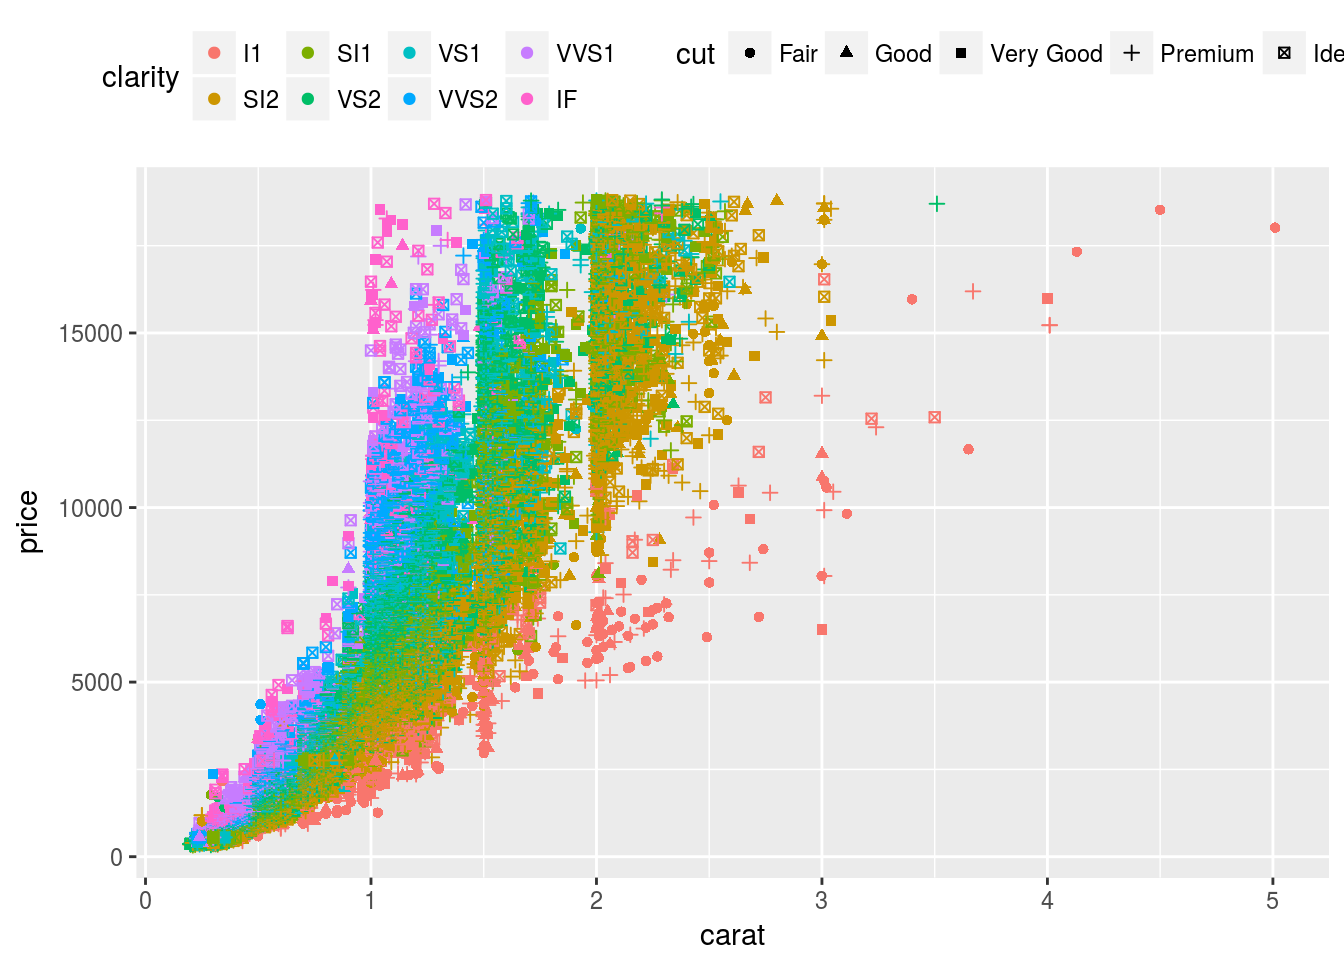 clarity
I1 SI1 VS1 VVS1
SI2 VS2 VVS2 IF
cut Fair Good Very Good Premium Ide
price
15000
10000
5000
0
0 1 2 3 4 5
carat